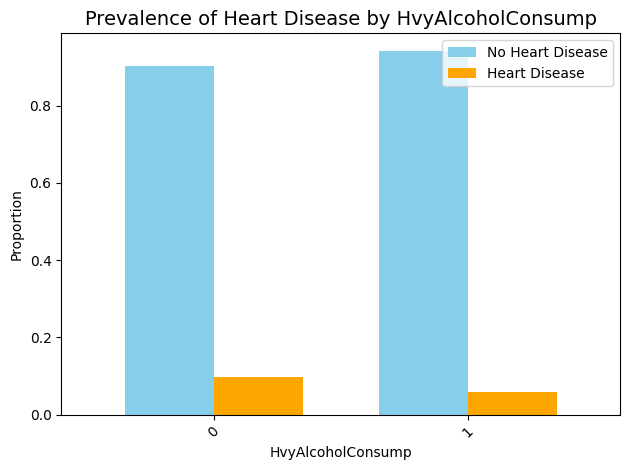 Prevalence of Heart Disease by HvyAlcoholConsump
No Heart Disease
Heart Disease
Proportion
0.8
0.6
0.4
0.2
0.0
0
1
HvyAlcoholConsump